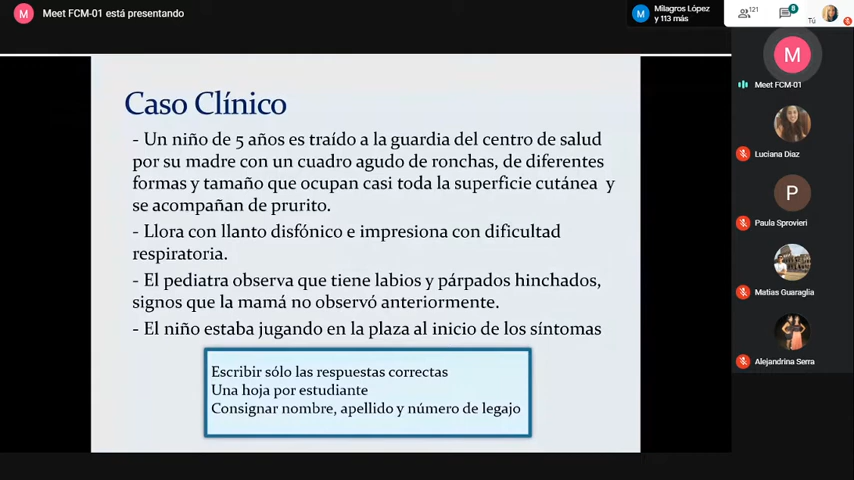 M Meet FCM-01 está presentando
M Milagros López
y 113 más
121
8
Tú
Caso Clínico
- Un niño de 5 años es traído a la guardia del centro de salud
por su madre con un cuadro agudo de ronchas, de diferentes
formas y tamaño que ocupan casi toda la superficie cutánea y
se acompañan de prurito.
- Llora con llanto disfónico e impresiona con dificultad
respiratoria.
- El pediatra observa que tiene labios y párpados hinchados,
signos que la mamá no observó anteriormente.
- El niño estaba jugando en la plaza al inicio de los síntomas
Escribir sólo las respuestas correctas
Una hoja por estudiante
Consignar nombre, apellido y número de legajo
M
Meet FCM-01
Luciana Diaz
P
Paula Sprovieri
Matias Guaraglia
Alejandrina Serra